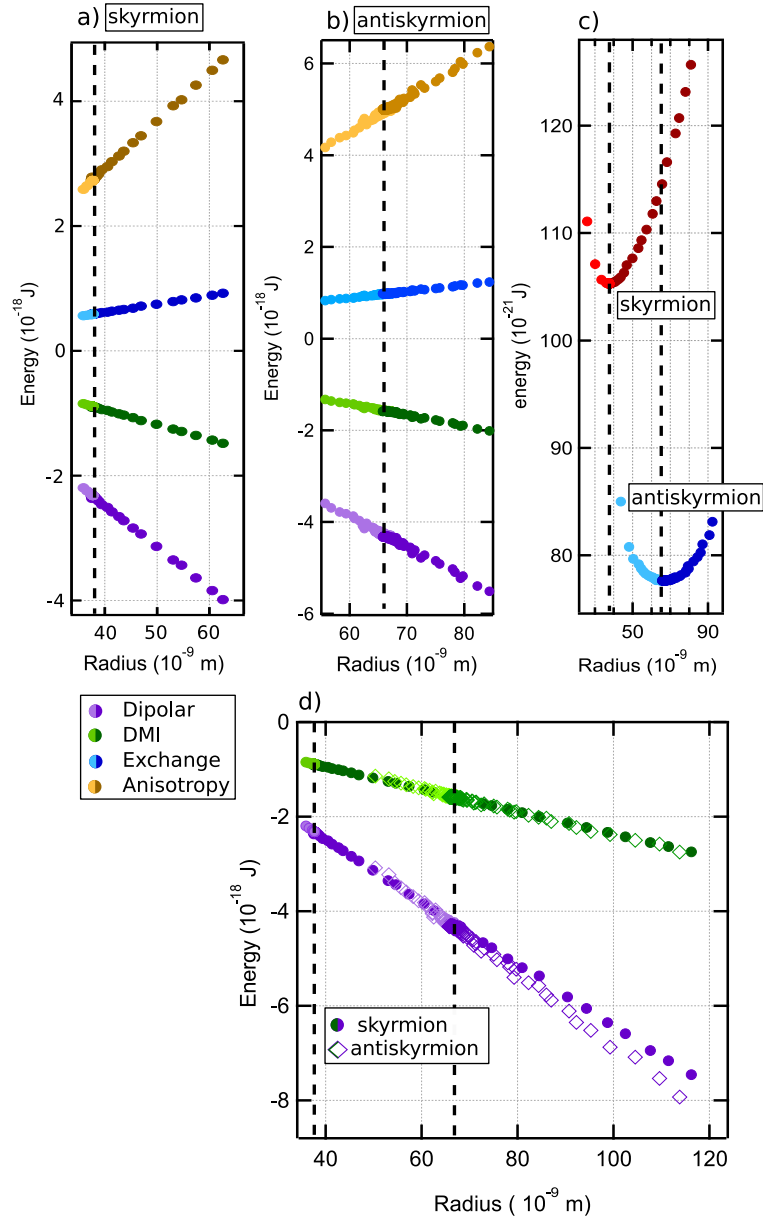 a) skyrmion
4
2
0
-2
-4
Energy (10⁻¹⁸ J)
40 50 60
Radius (10⁻⁹ m)
b) antiskyrmion
6
4
2
0
-2
-4
-6
Energy (10⁻¹⁸ J)
60 70 80
Radius (10⁻⁹ m)
c)
120
110
100
90
80
energy (10⁻²¹ J)
skyrmion
antiskyrmion
50 70 90
Radius (10⁻⁹ m)
Dipolar
DMI
Exchange
Anisotropy
d)
0
-2
-4
-6
-8
Energy (10⁻¹⁸ J)
skyrmion
antiskyrmion
40 60 80 100 120
Radius ( 10⁻⁹ m)